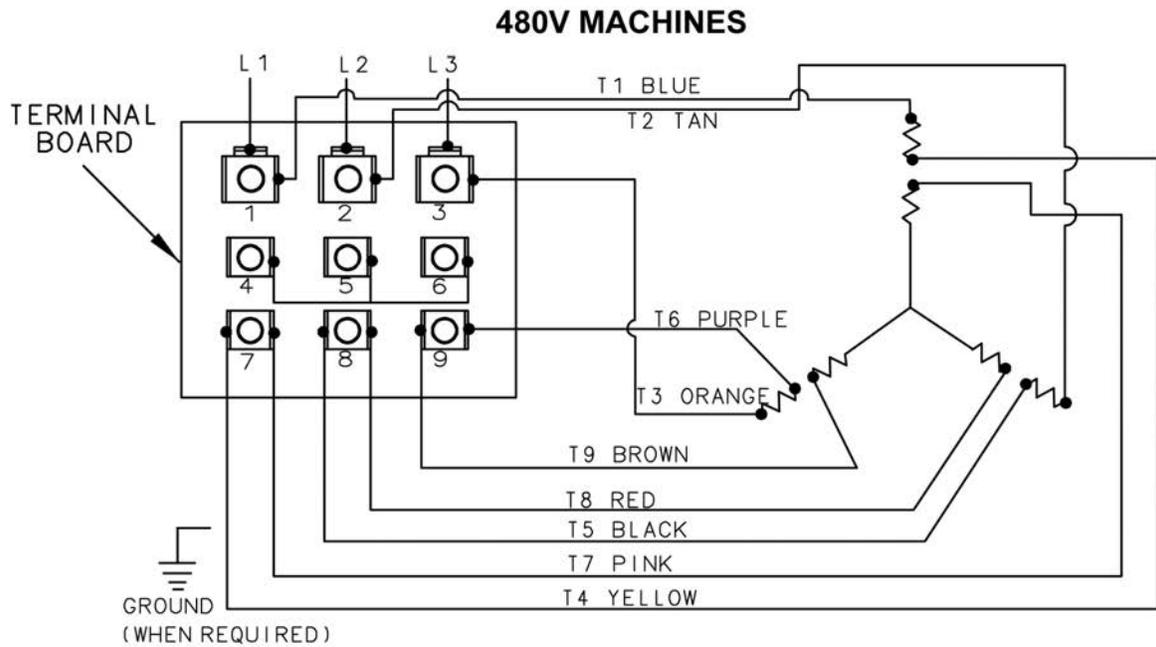 480V MACHINES
L1 L2 L3
T1 BLUE
T2 TAN
TERMINAL
BOARD
1 2 3
4 5 6
7 8 9
T6 PURPLE
T3 ORANGE
T9 BROWN
T8 RED
T5 BLACK
T7 PINK
T4 YELLOW
GROUND
(WHEN REQUIRED)